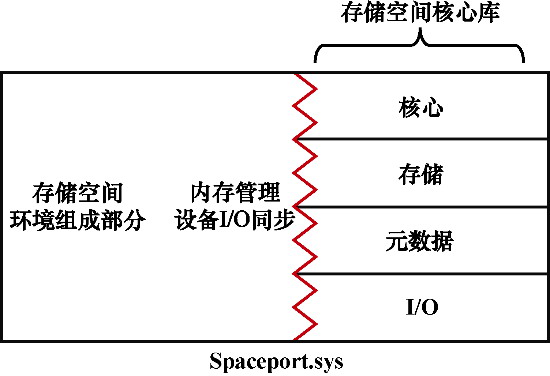 存储空间核心库
核心
存储
元数据
I/O
存储空间
环境组成部分
内存管理
设备I/O同步
Spaceport.sys